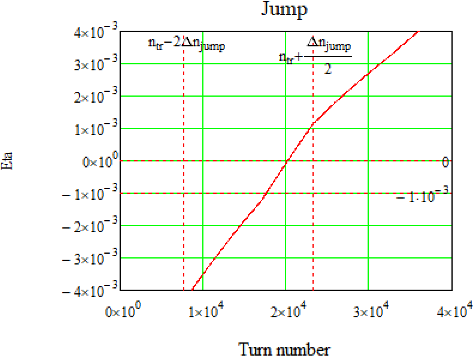 Jump
4×10⁻³
3×10⁻³
2×10⁻³
1×10⁻³
0×10⁰
−1×10⁻³
−2×10⁻³
−3×10⁻³
−4×10⁻³
Eta
n_tr−2Δn_jump
n_tr+Δn_jump/2
0
−1·10⁻³
0×10⁰ 1×10⁴ 2×10⁴ 3×10⁴ 4×10⁴
Turn number